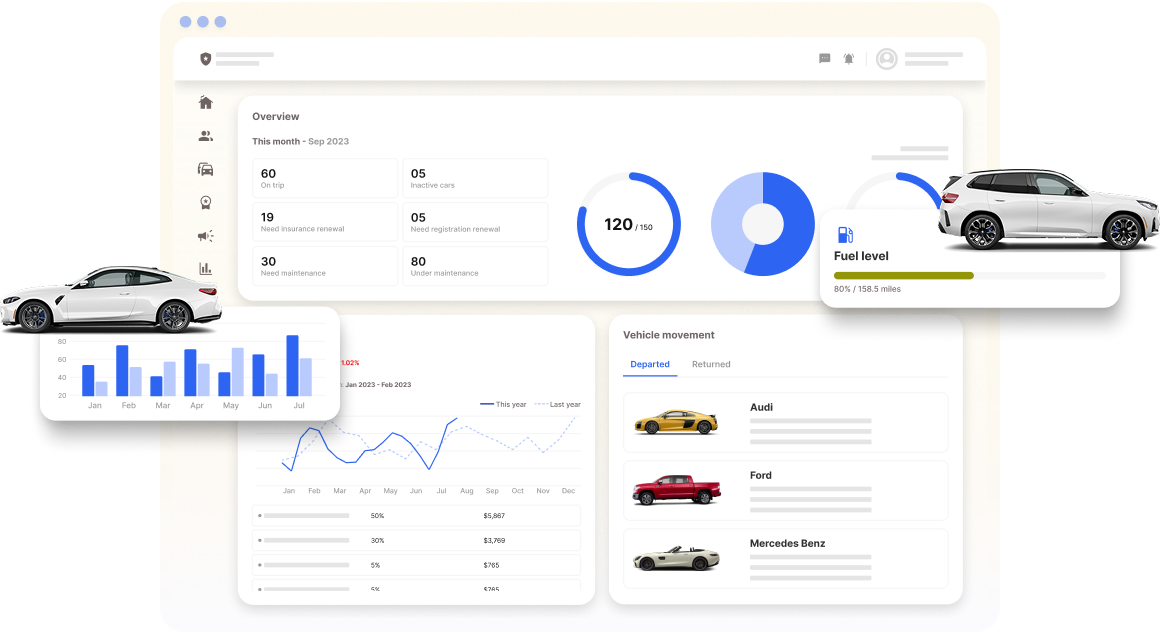 Overview
This month - Sep 2023
60
On trip
05
Inactive cars
19
Need insurance renewal
05
Need registration renewal
30
Need maintenance
80
Under maintenance
120 / 150
Fuel level
80% / 158.5 miles
80
60
40
20
Jan Feb Mar Apr May Jun Jul
1.02%
Jan 2023 - Feb 2023
This year Last year
Jan Feb Mar Apr May Jun Jul Aug Sep Oct Nov Dec
50% $5,867
30% $3,769
5% $765
5% $765
Vehicle movement
Departed Returned
Audi
Ford
Mercedes Benz